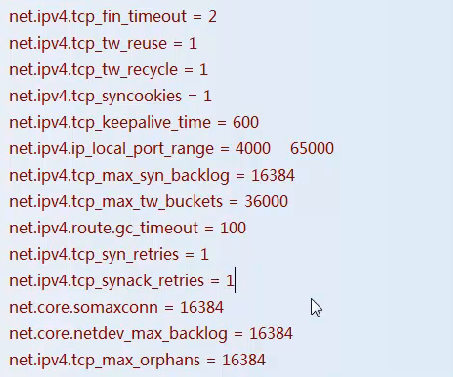 net.ipv4.tcp_fin_timeout = 2
net.ipv4.tcp_tw_reuse = 1
net.ipv4.tcp_tw_recycle = 1
net.ipv4.tcp_syncookies = 1
net.ipv4.tcp_keepalive_time = 600
net.ipv4.ip_local_port_range = 4000    65000
net.ipv4.tcp_max_syn_backlog = 16384
net.ipv4.tcp_max_tw_buckets = 36000
net.ipv4.route.gc_timeout = 100
net.ipv4.tcp_syn_retries = 1
net.ipv4.tcp_synack_retries = 1
net.core.somaxconn = 16384
net.core.netdev_max_backlog = 16384
net.ipv4.tcp_max_orphans = 16384